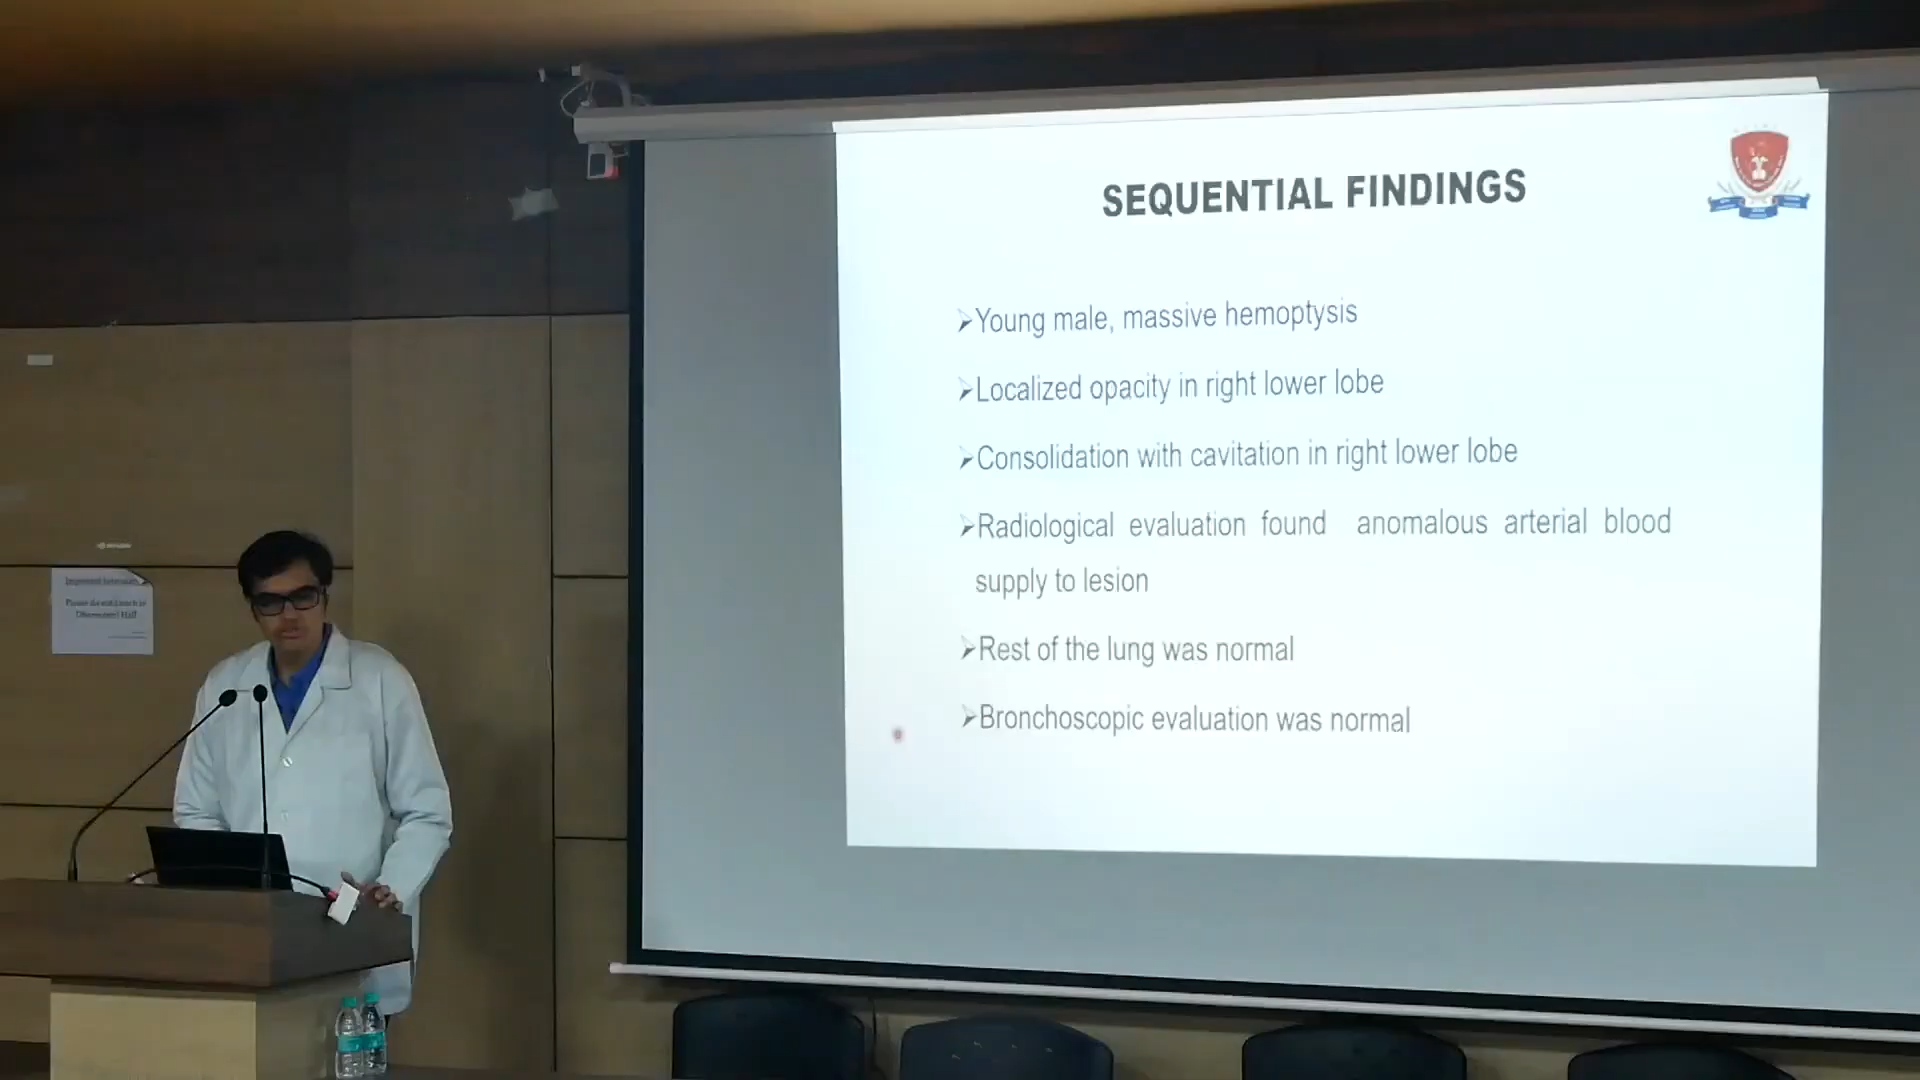 SEQUENTIAL FINDINGS
➢Young male, massive hemoptysis
➢Localized opacity in right lower lobe
➢Consolidation with cavitation in right lower lobe
➢Radiological evaluation found anomalous arterial blood
supply to lesion
➢Rest of the lung was normal
➢Bronchoscopic evaluation was normal